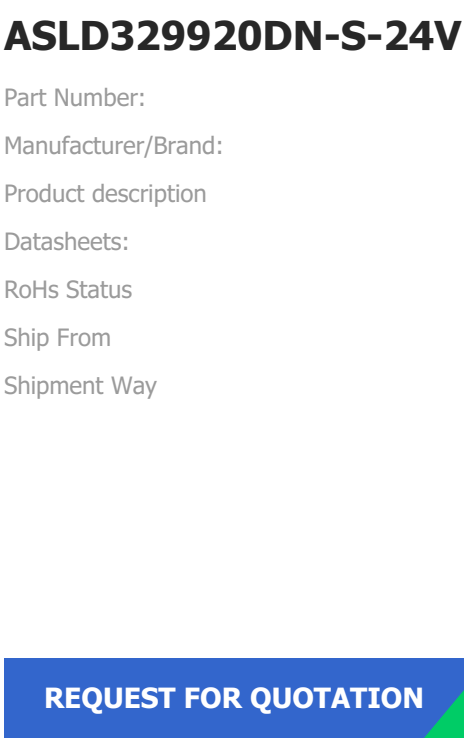 ASLD329920DN-S-24V
Part Number:
Manufacturer/Brand:
Product description
Datasheets:
RoHs Status
Ship From
Shipment Way
REQUEST FOR QUOTATION